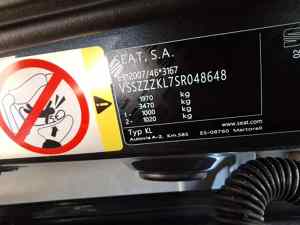 SEAT, S.A.
e9*2007/46*3167
VSSZZZKL7SR048648
1970 kg
3470 kg
1 - 1000 kg
2 - 1020 kg
Typ KL
www.seat.com
Autovía A-2, Km.585
ES-08760 Martorell
02